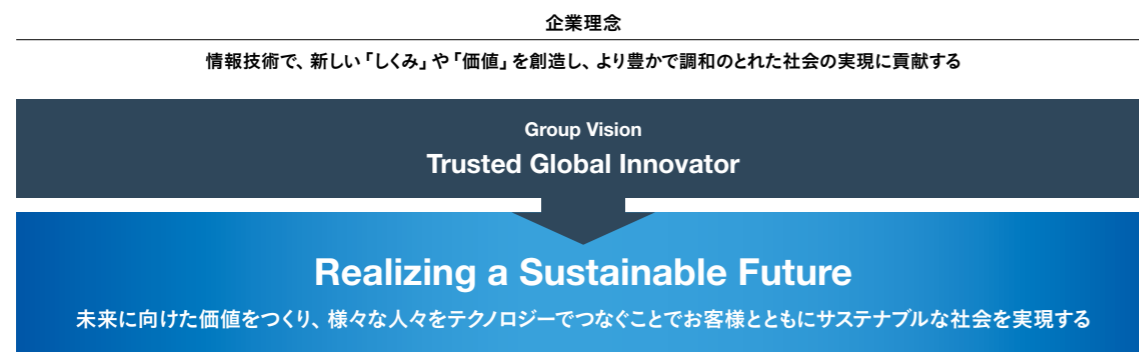 企業理念
情報技術で、新しい「しくみ」や「価値」を創造し、より豊かで調和のとれた社会の実現に貢献する
Group Vision
Trusted Global Innovator
Realizing a Sustainable Future
未来に向けた価値をつくり、様々な人々をテクノロジーでつなぐことでお客様とともにサステナブルな社会を実現する